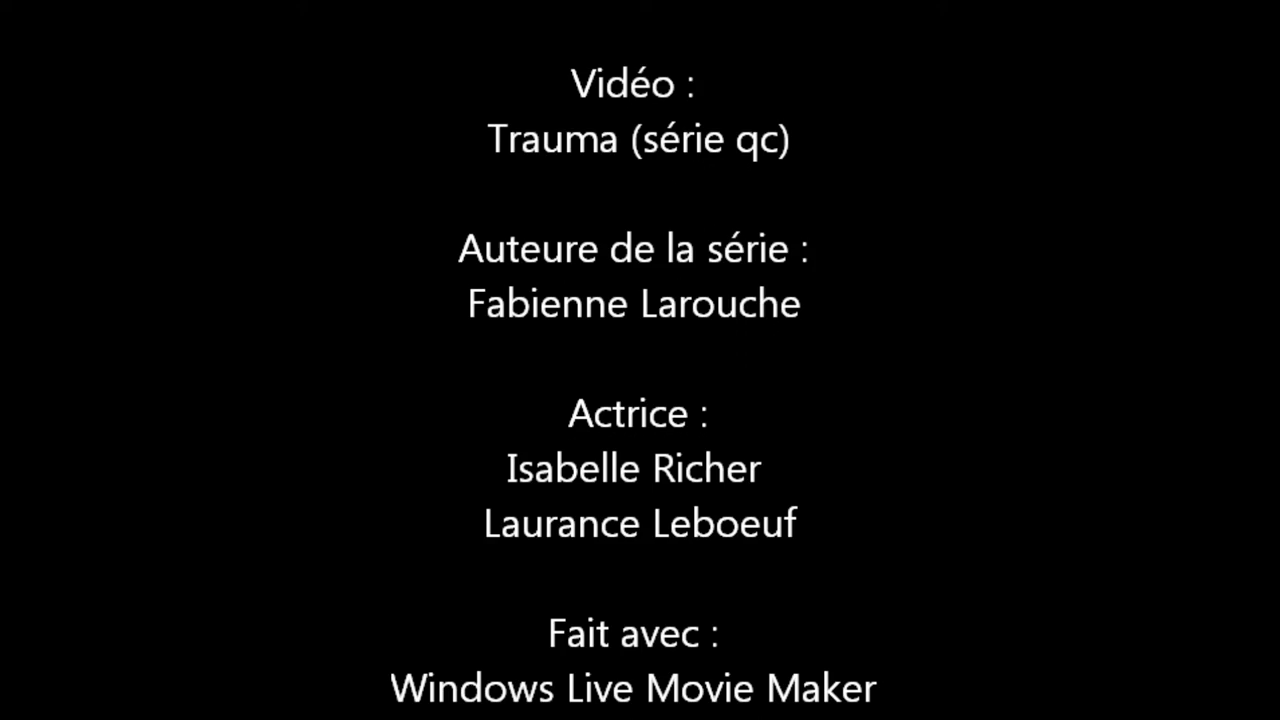 Vidéo :
Trauma (série qc)
Auteure de la série :
Fabienne Larouche
Actrice :
Isabelle Richer
Laurance Leboeuf
Fait avec :
Windows Live Movie Maker